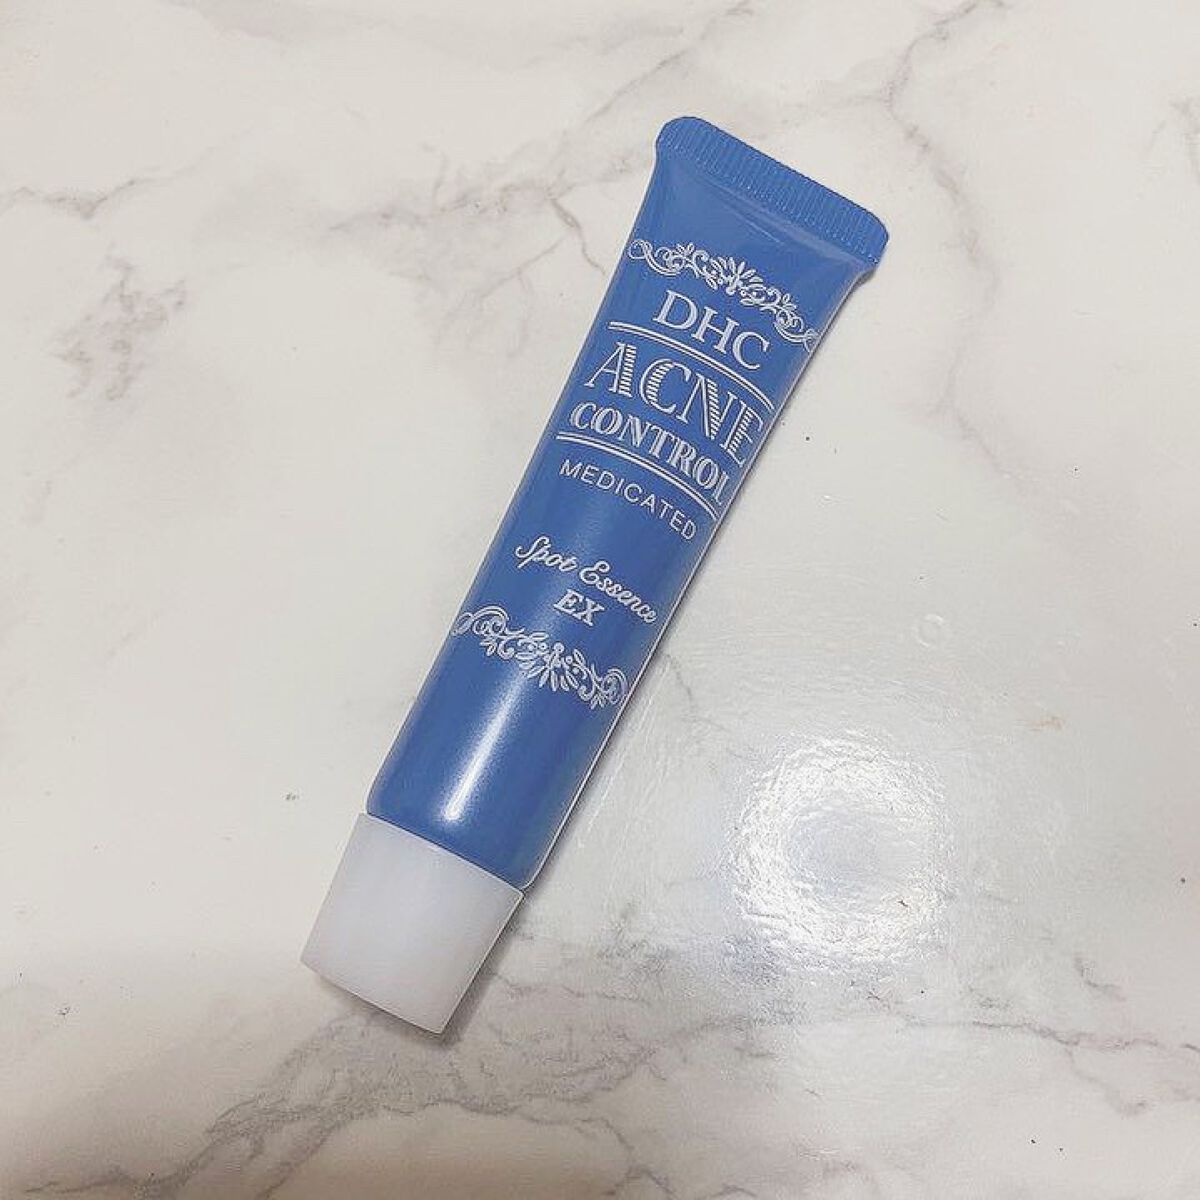 DHC
ACNE
CONTROL
MEDICATED
Spot Essence
EX